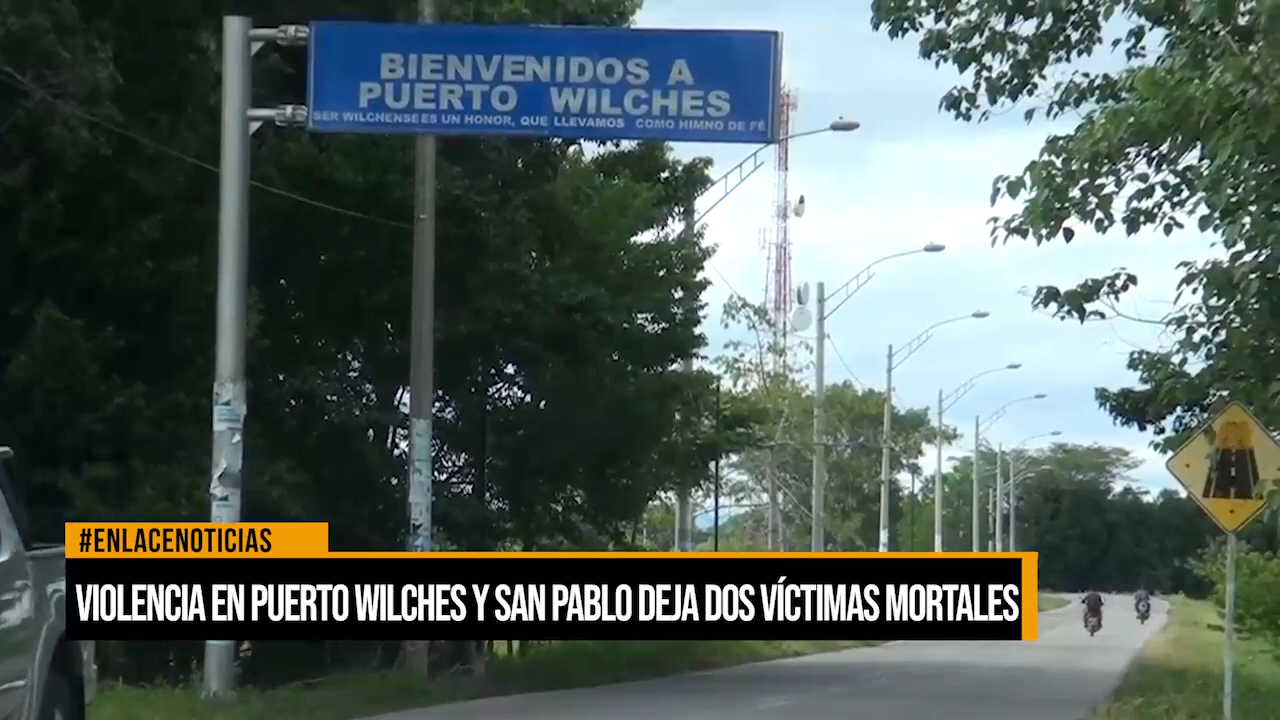 BIENVENIDOS A
PUERTO WILCHES
SER WILCHENSE ES UN HONOR, QUE LLEVAMOS COMO HIMNO DE FÉ
#ENLACENOTICIAS
VIOLENCIA EN PUERTO WILCHES Y SAN PABLO DEJA DOS VÍCTIMAS MORTALES